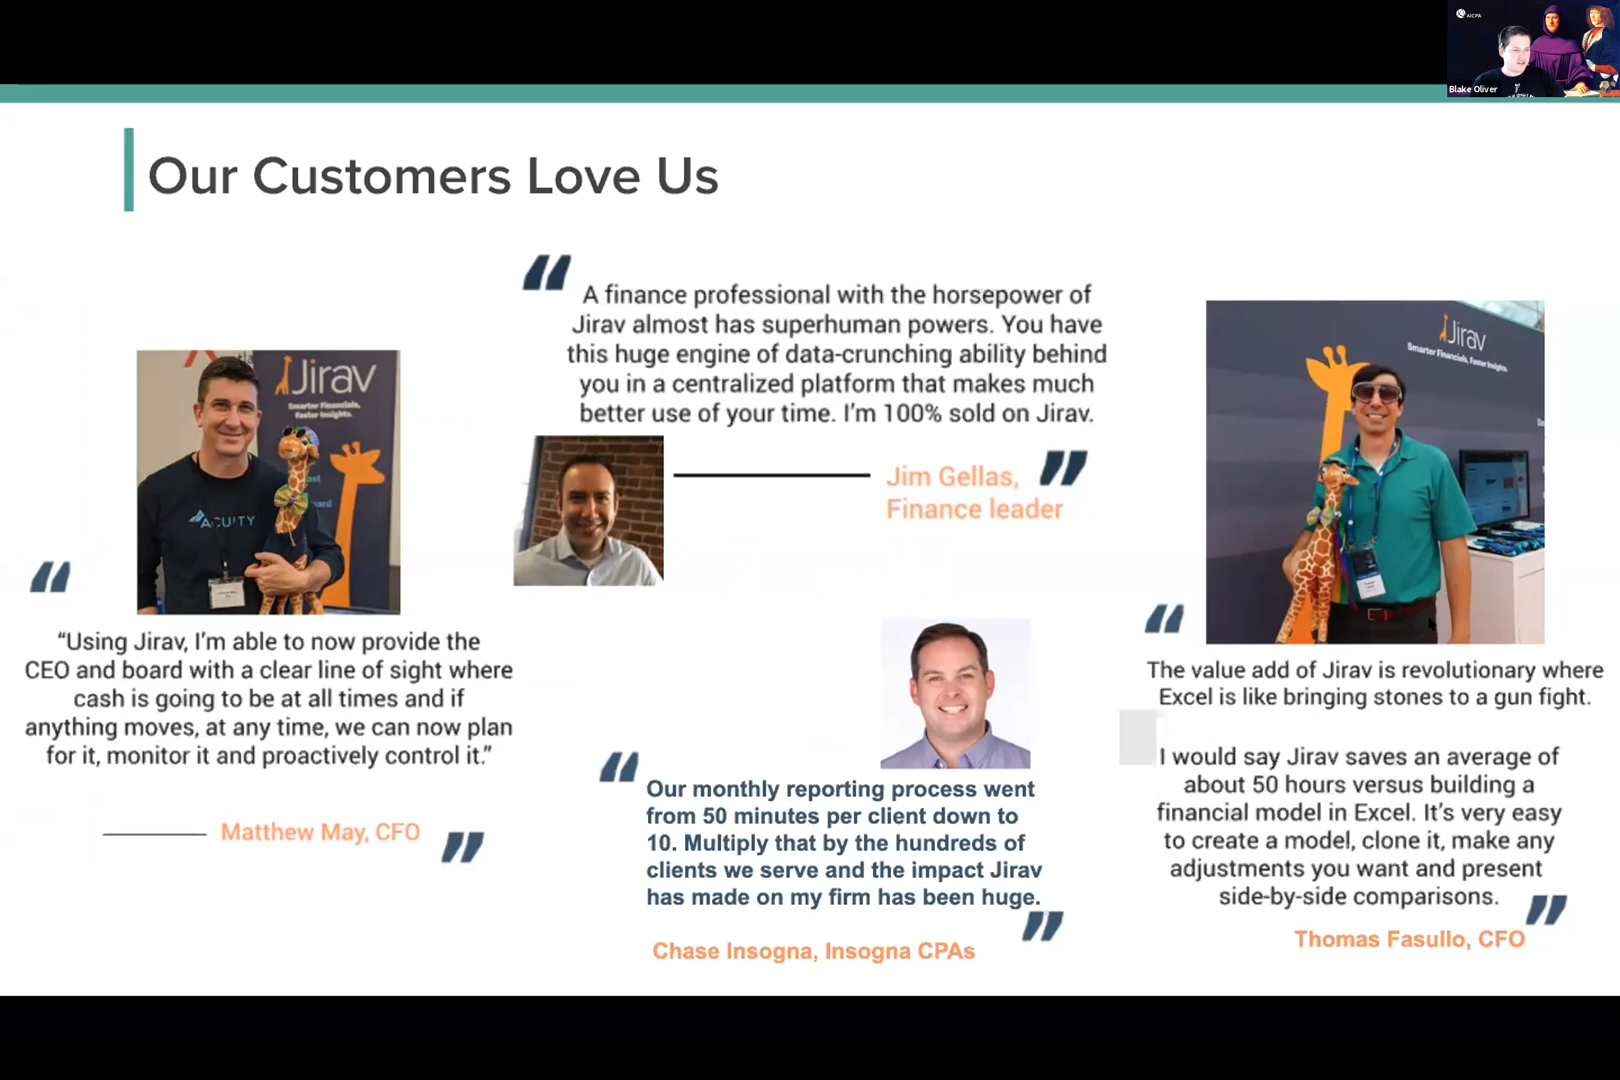 AICPA
Blake Oliver
Our Customers Love Us
“
A finance professional with the horsepower of
Jirav almost has superhuman powers. You have
this huge engine of data-crunching ability behind
you in a centralized platform that makes much
better use of your time. I’m 100% sold on Jirav.
”
Jim Gellas,
Finance leader
Jirav
Smarter Financials,
Faster Insights.
ACUITY
“
“Using Jirav, I’m able to now provide the
CEO and board with a clear line of sight where
cash is going to be at all times and if
anything moves, at any time, we can now plan
for it, monitor it and proactively control it.”
Matthew May, CFO
”
“
Our monthly reporting process went
from 50 minutes per client down to
10. Multiply that by the hundreds of
clients we serve and the impact Jirav
has made on my firm has been huge.
”
Chase Insogna, Insogna CPAs
Jirav
Smarter Financials, Faster Insights.
“
The value add of Jirav is revolutionary where
Excel is like bringing stones to a gun fight.
I would say Jirav saves an average of
about 50 hours versus building a
financial model in Excel. It’s very easy
to create a model, clone it, make any
adjustments you want and present
side-by-side comparisons.
”
Thomas Fasullo, CFO